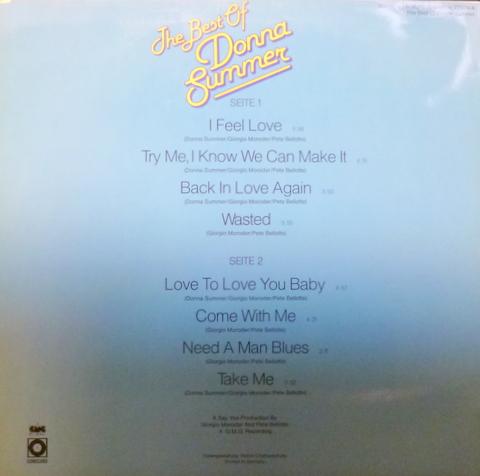 The Best Of
Donna
Summer
SEITE 1
I Feel Love
(Donna Summer/Giorgio Moroder/Pete Bellotte)
Try Me, I Know We Can Make It
(Donna Summer/Giorgio Moroder/Pete Bellotte)
Back In Love Again
(Donna Summer/Giorgio Moroder/Pete Bellotte)
Wasted
(Giorgio Moroder/Pete Bellotte)
SEITE 2
Love To Love You Baby
(Donna Summer/Giorgio Moroder/Pete Bellotte)
Come With Me
(Giorgio Moroder/Pete Bellotte)
Need A Man Blues
(Giorgio Moroder/Pete Bellotte)
Take Me
(Donna Summer/Giorgio Moroder/Pete Bellotte)
A Say Yes Production By
Giorgio Moroder And Pete Bellotte
Printed In Germany